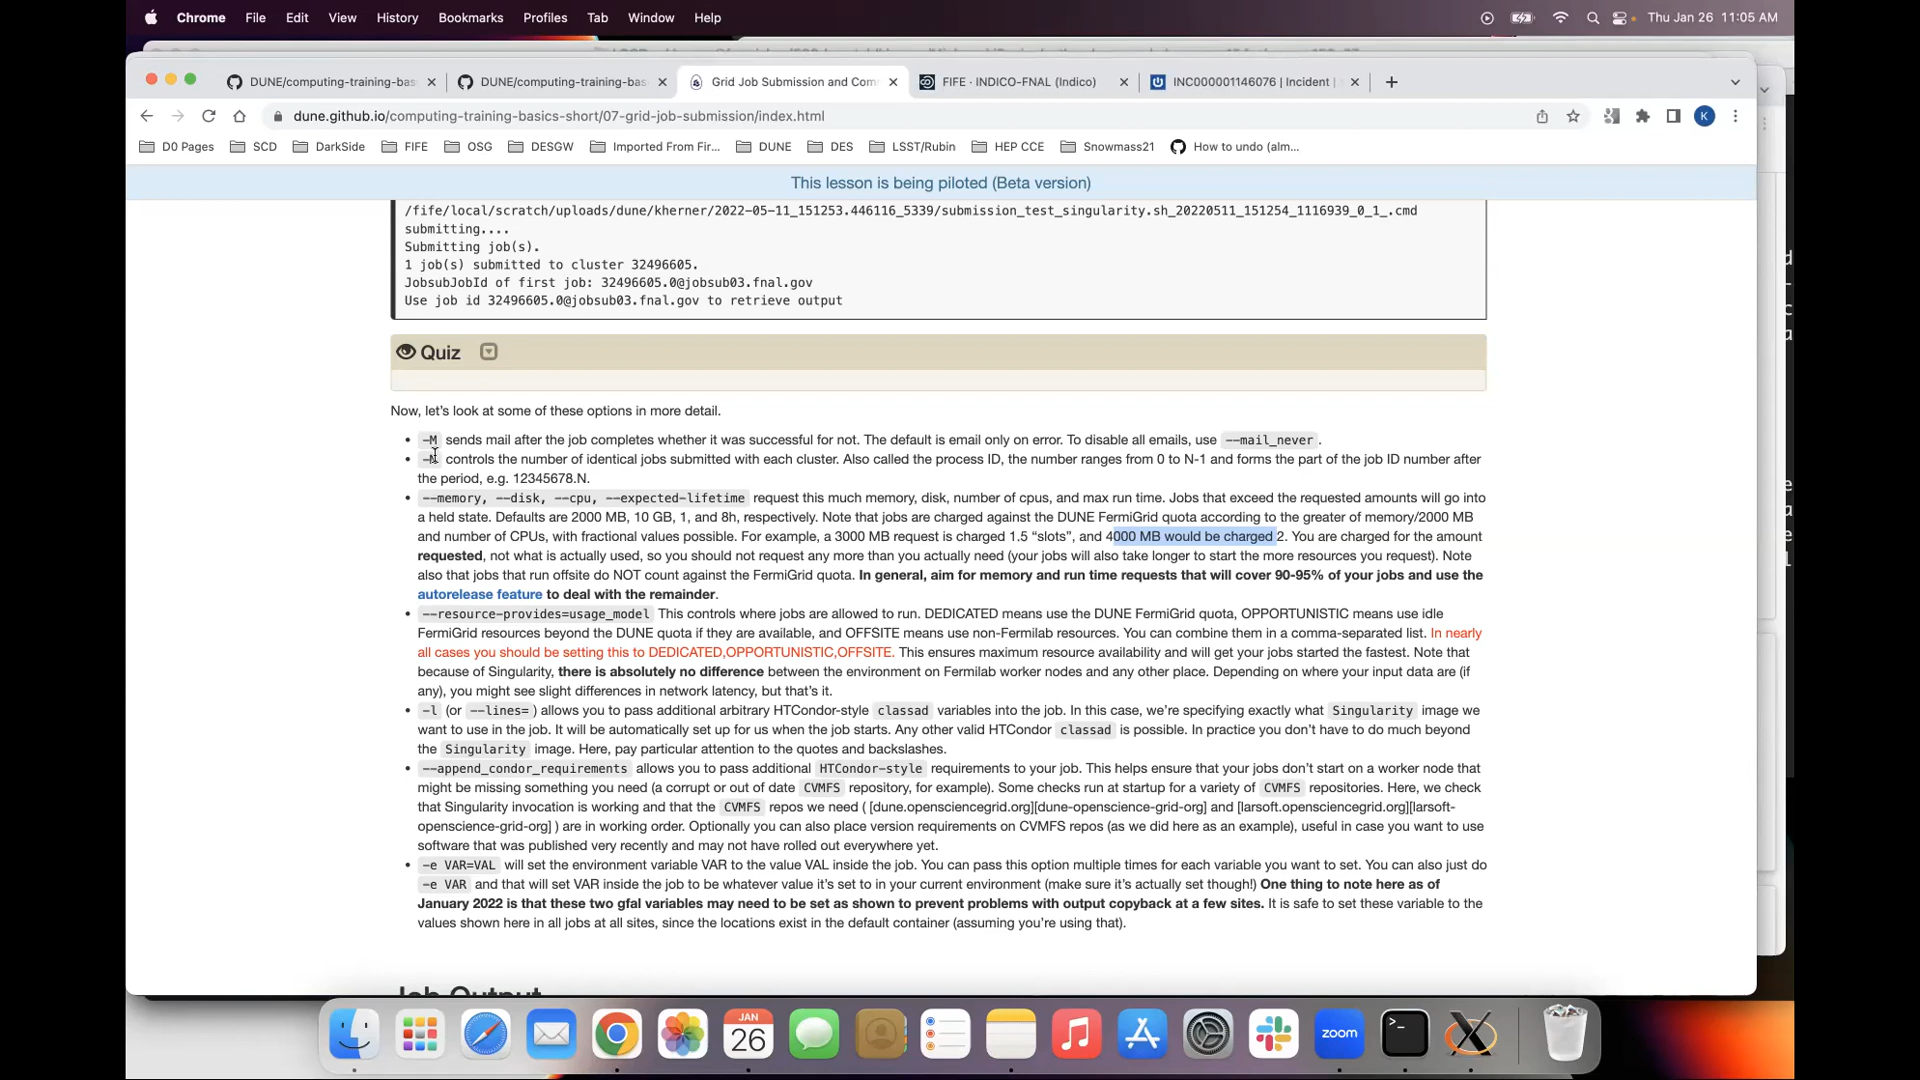 Chrome File Edit View History Bookmarks Profiles Tab Window Help Thu Jan 26 11:05 AM
DUNE/computing-training-bas DUNE/computing-training-bas Grid Job Submission and Com FIFE · INDICO-FNAL (Indico) INC000001146076 | Incident |
dune.github.io/computing-training-basics-short/07-grid-job-submission/index.html K
D0 Pages SCD DarkSide FIFE OSG DESGW Imported From Fir... DUNE DES LSST/Rubin HEP CCE Snowmass21 How to undo (alm...
This lesson is being piloted (Beta version)
/fife/local/scratch/uploads/dune/kherner/2022-05-11_151253.446116_5339/submission_test_singularity.sh_20220511_151254_1116939_0_1_.cmd
submitting....
Submitting job(s).
1 job(s) submitted to cluster 32496605.
JobsubJobId of first job: 32496605.0@jobsub03.fnal.gov
Use job id 32496605.0@jobsub03.fnal.gov to retrieve output
Quiz
Now, let's look at some of these options in more detail.
• -M sends mail after the job completes whether it was successful for not. The default is email only on error. To disable all emails, use --mail_never.
• -N controls the number of identical jobs submitted with each cluster. Also called the process ID, the number ranges from 0 to N-1 and forms the part of the job ID number after
the period, e.g. 12345678.N.
• --memory, --disk, --cpu, --expected-lifetime request this much memory, disk, number of cpus, and max run time. Jobs that exceed the requested amounts will go into
a held state. Defaults are 2000 MB, 10 GB, 1, and 8h, respectively. Note that jobs are charged against the DUNE FermiGrid quota according to the greater of memory/2000 MB
and number of CPUs, with fractional values possible. For example, a 3000 MB request is charged 1.5 “slots”, and 4000 MB would be charged 2. You are charged for the amount
requested, not what is actually used, so you should not request any more than you actually need (your jobs will also take longer to start the more resources you request). Note
also that jobs that run offsite do NOT count against the FermiGrid quota. In general, aim for memory and run time requests that will cover 90-95% of your jobs and use the
autorelease feature to deal with the remainder.
• --resource-provides=usage_model This controls where jobs are allowed to run. DEDICATED means use the DUNE FermiGrid quota, OPPORTUNISTIC means use idle
FermiGrid resources beyond the DUNE quota if they are available, and OFFSITE means use non-Fermilab resources. You can combine them in a comma-separated list. In nearly
all cases you should be setting this to DEDICATED,OPPORTUNISTIC,OFFSITE. This ensures maximum resource availability and will get your jobs started the fastest. Note that
because of Singularity, there is absolutely no difference between the environment on Fermilab worker nodes and any other place. Depending on where your input data are (if
any), you might see slight differences in network latency, but that's it.
• -l (or --lines= ) allows you to pass additional arbitrary HTCondor-style classad variables into the job. In this case, we're specifying exactly what Singularity image we
want to use in the job. It will be automatically set up for us when the job starts. Any other valid HTCondor classad is possible. In practice you don't have to do much beyond
the Singularity image. Here, pay particular attention to the quotes and backslashes.
• --append_condor_requirements allows you to pass additional HTCondor-style requirements to your job. This helps ensure that your jobs don't start on a worker node that
might be missing something you need (a corrupt or out of date CVMFS repository, for example). Some checks run at startup for a variety of CVMFS repositories. Here, we check
that Singularity invocation is working and that the CVMFS repos we need ( [dune.opensciencegrid.org][dune-openscience-grid-org] and [larsoft.opensciencegrid.org][larsoft-
openscience-grid-org] ) are in working order. Optionally you can also place version requirements on CVMFS repos (as we did here as an example), useful in case you want to use
software that was published very recently and may not have rolled out everywhere yet.
• -e VAR=VAL will set the environment variable VAR to the value VAL inside the job. You can pass this option multiple times for each variable you want to set. You can also just do
-e VAR and that will set VAR inside the job to be whatever value it's set to in your current environment (make sure it's actually set though!) One thing to note here as of
January 2022 is that these two gfal variables may need to be set as shown to prevent problems with output copyback at a few sites. It is safe to set these variable to the
values shown here in all jobs at all sites, since the locations exist in the default container (assuming you're using that).
Job Output
JAN
26
zoom